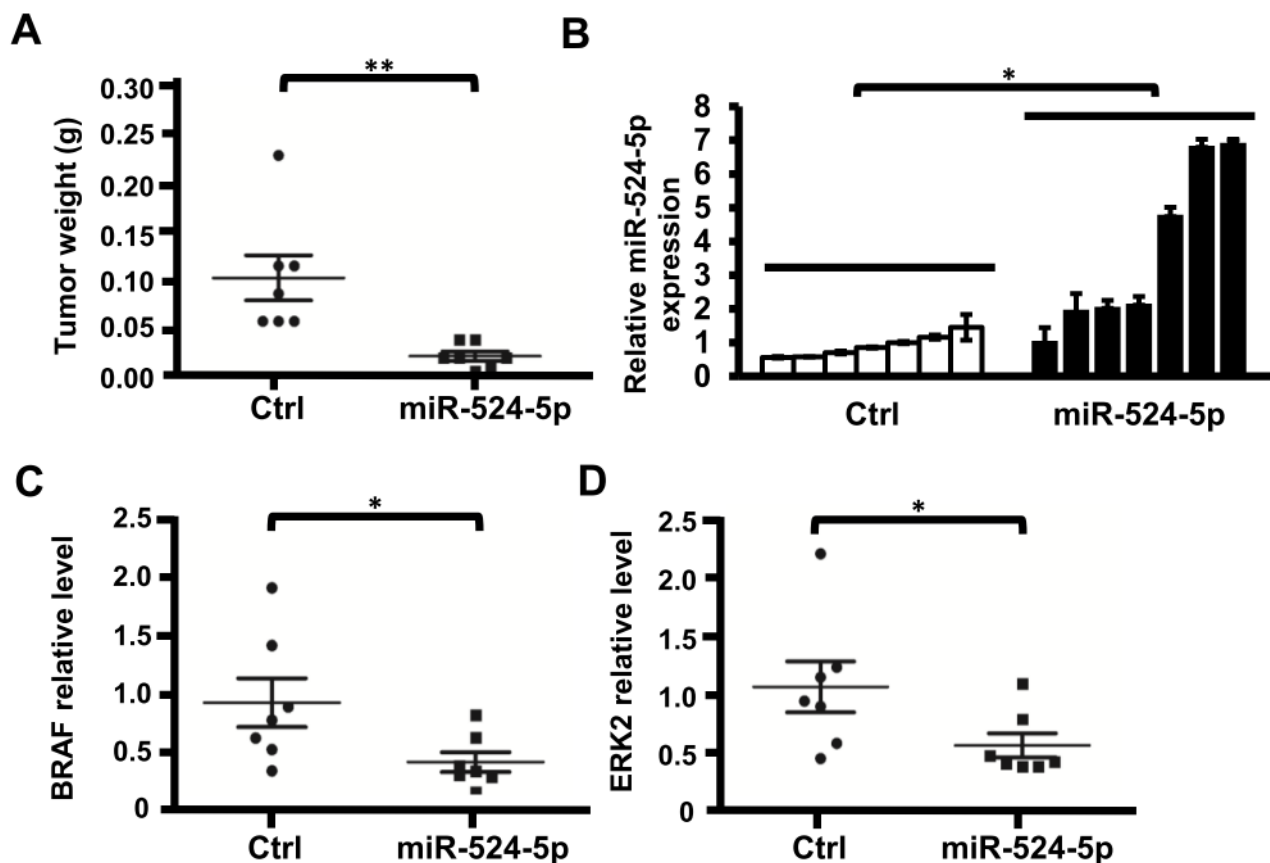 A
**
Tumor weight (g)
0.30
0.25
0.20
0.15
0.10
0.05
0.00
Ctrl
miR-524-5p
B
*
Relative miR-524-5p
expression
8
7
6
5
4
3
2
1
0
Ctrl
miR-524-5p
C
*
BRAF relative level
2.5
2.0
1.5
1.0
0.5
0
Ctrl
miR-524-5p
D
*
ERK2 relative level
2.5
2.0
1.5
1.0
0.5
0
Ctrl
miR-524-5p